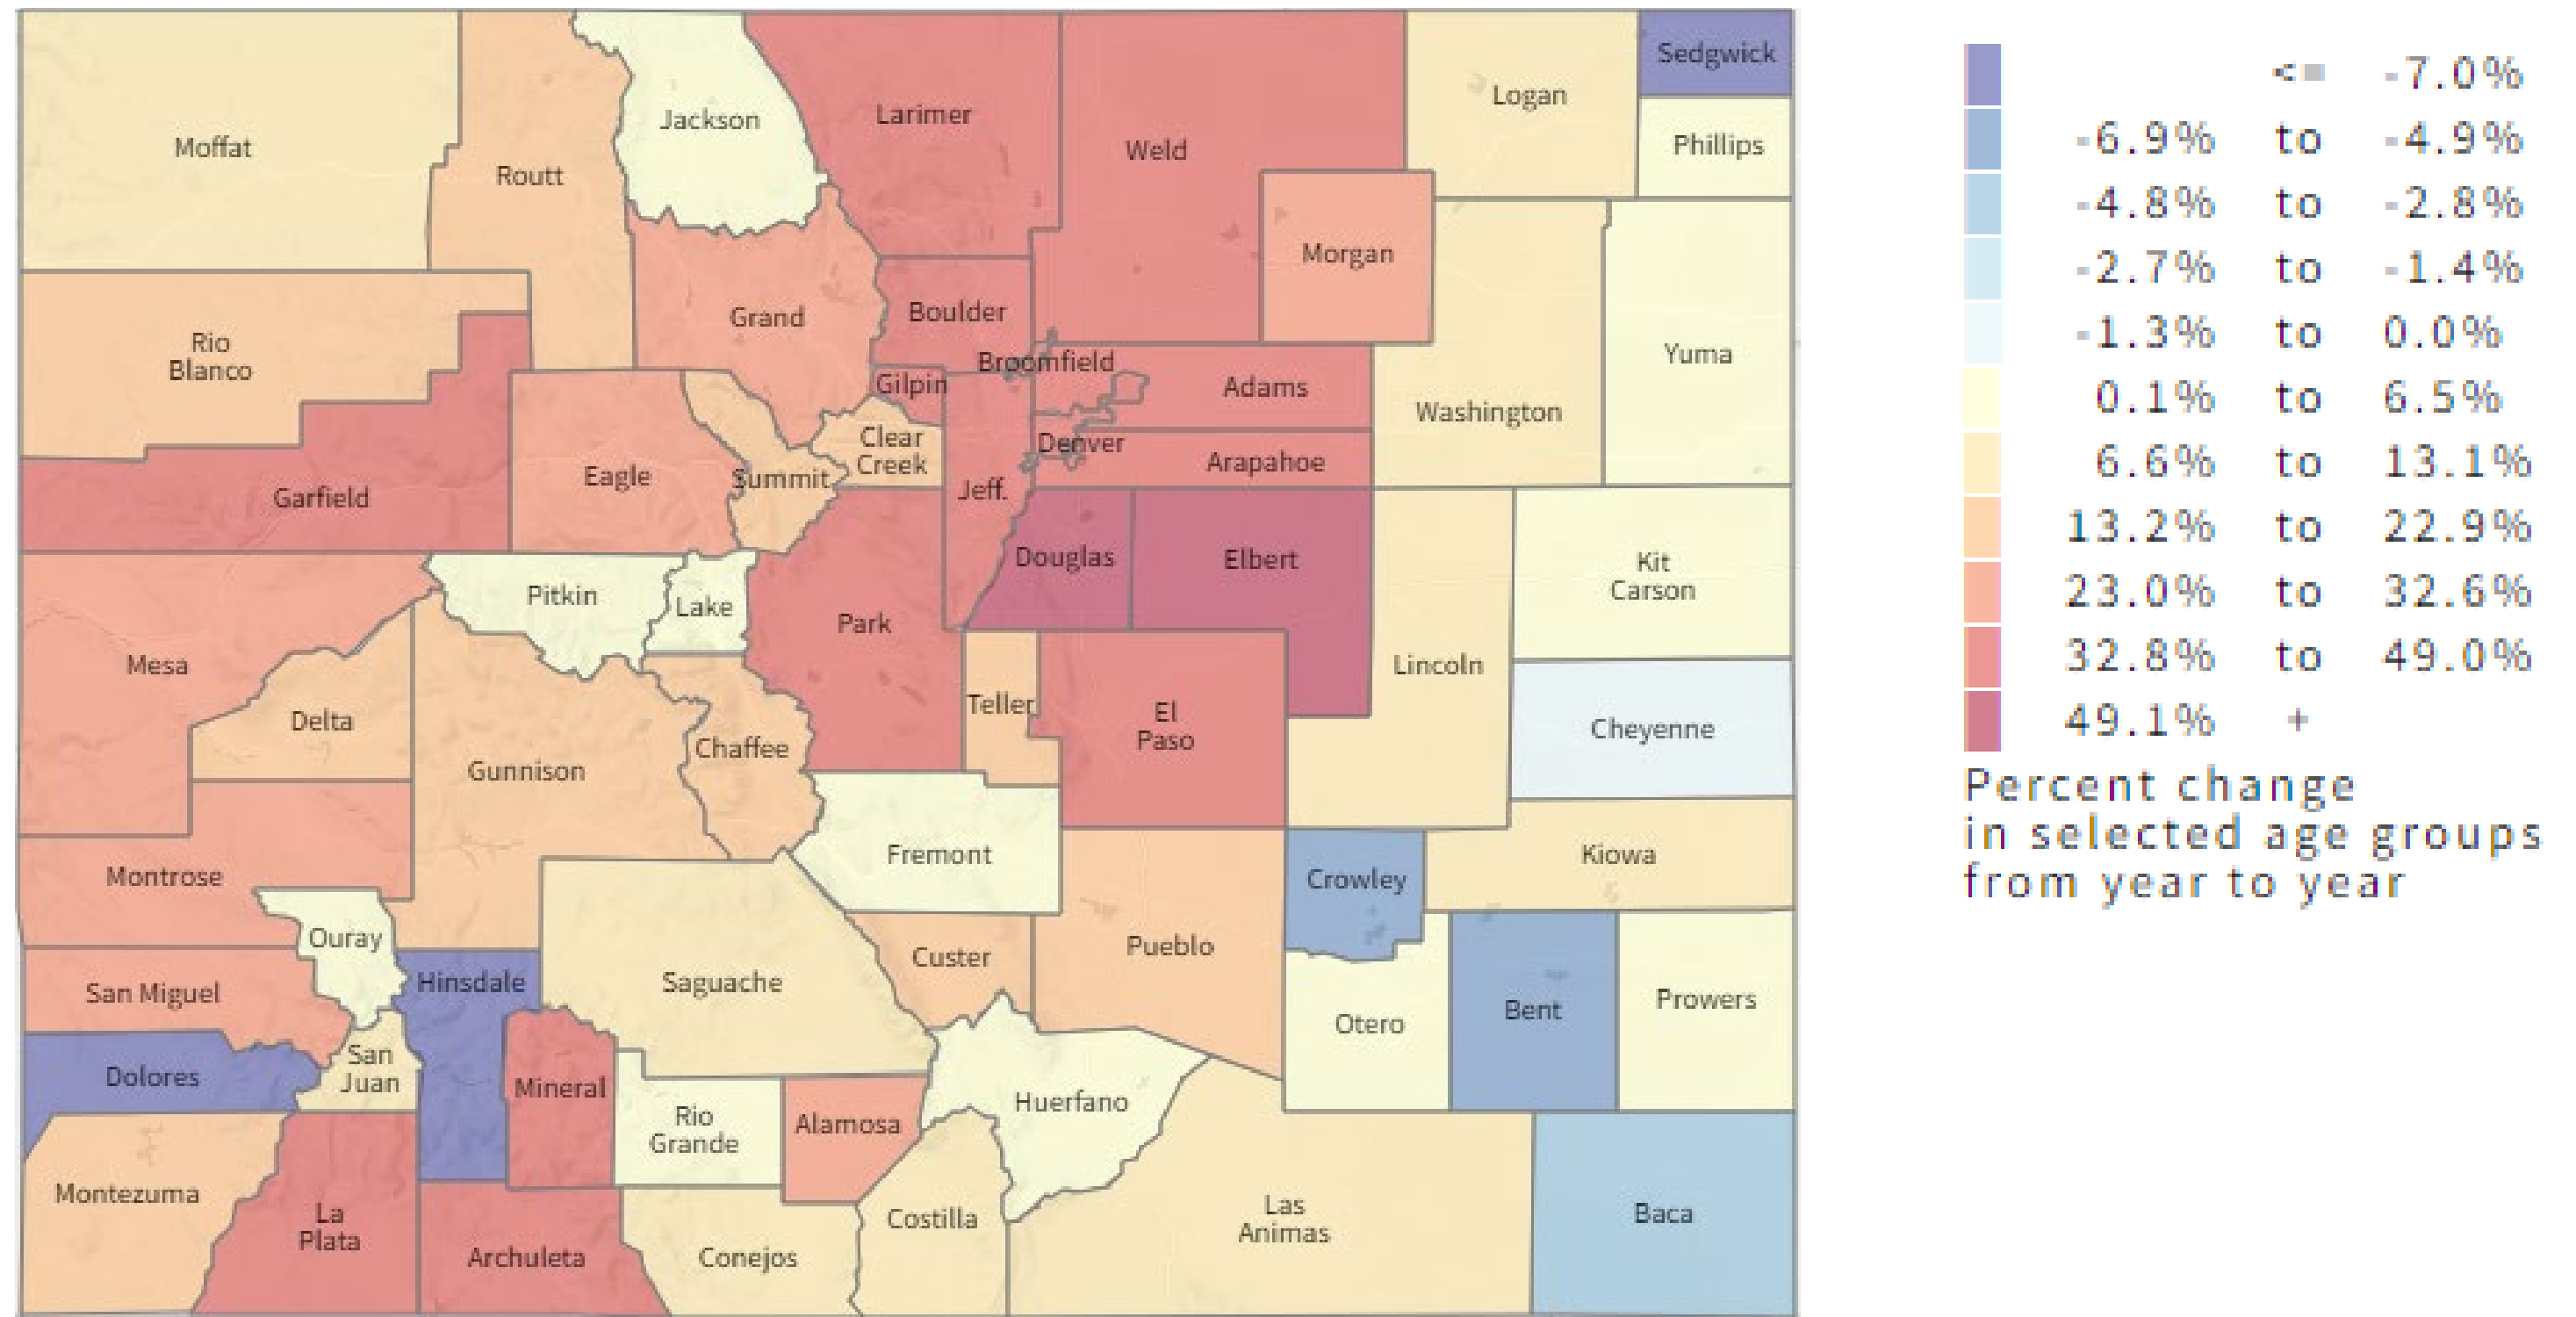 Sedgwick
Logan
Larimer
Jackson
Phillips
Moffat
Weld
Routt
Morgan
Grand
Boulder
Rio
Blanco
Yuma
Broomfield
Gilpin
Adams
Washington
Clear
Creek
Denver
Arapahoe
Eagle
Summit
Jeff.
Garfield
Douglas
Elbert
Kit
Carson
Pitkin
Lake
Park
Mesa
Lincoln
Teller
El
Paso
Delta
Cheyenne
Chaffee
Gunnison
Fremont
Kiowa
Montrose
Crowley
Ouray
Pueblo
Custer
Hinsdale
Saguache
San Miguel
Prowers
Bent
Otero
San
Juan
Dolores
Mineral
Huerfano
Rio
Grande
Alamosa
Montezuma
La
Plata
Las
Animas
Costilla
Baca
Archuleta
Conejos
<= -7.0%
-6.9% to -4.9%
-4.8% to -2.8%
-2.7% to -1.4%
-1.3% to 0.0%
0.1% to 6.5%
6.6% to 13.1%
13.2% to 22.9%
23.0% to 32.6%
32.8% to 49.0%
49.1% +
Percent change
in selected age groups
from year to year